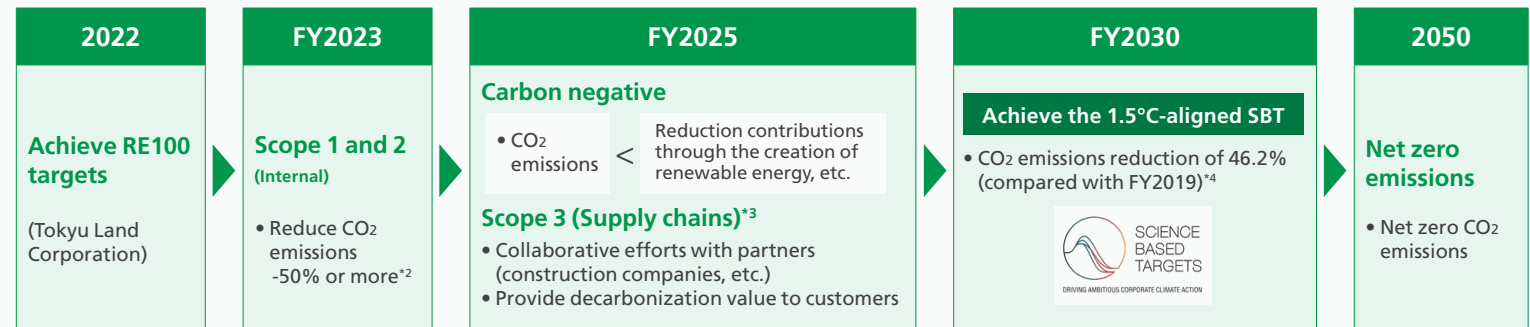 2022
Achieve RE100
targets
(Tokyu Land
Corporation)
FY2023
Scope 1 and 2
(Internal)
• Reduce CO2
emissions
-50% or more*2
FY2025
Carbon negative
• CO2
emissions
<
Reduction contributions
through the creation of
renewable energy, etc.
Scope 3 (Supply chains)*3
• Collaborative efforts with partners
(construction companies, etc.)
• Provide decarbonization value to customers
FY2030
Achieve the 1.5°C-aligned SBT
• CO2 emissions reduction of 46.2%
(compared with FY2019)*4
SCIENCE
BASED
TARGETS
DRIVING AMBITIOUS CORPORATE CLIMATE ACTION
2050
Net zero
emissions
• Net zero CO2
emissions